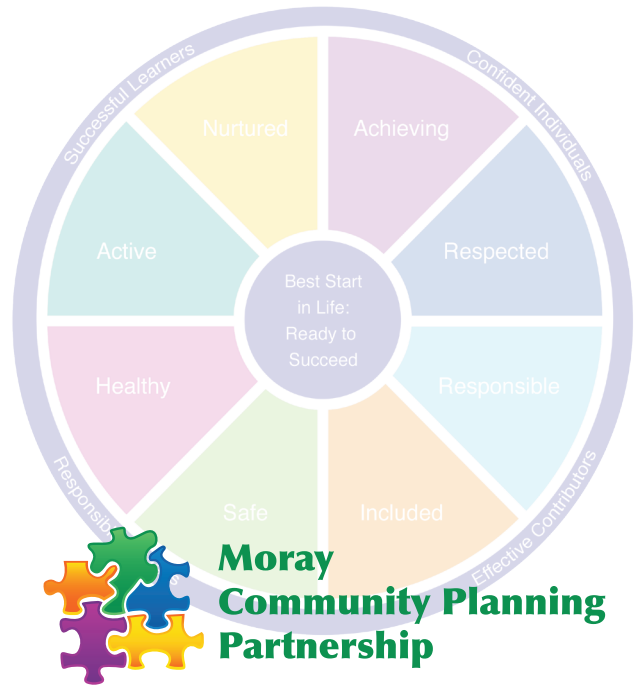 Successful Learners
Confident Individuals
Nurtured
Achieving
Active
Respected
Best Start
in Life:
Ready to
Succeed
Healthy
Responsible
Safe
Included
Effective Contributors
Moray
Community Planning
Partnership